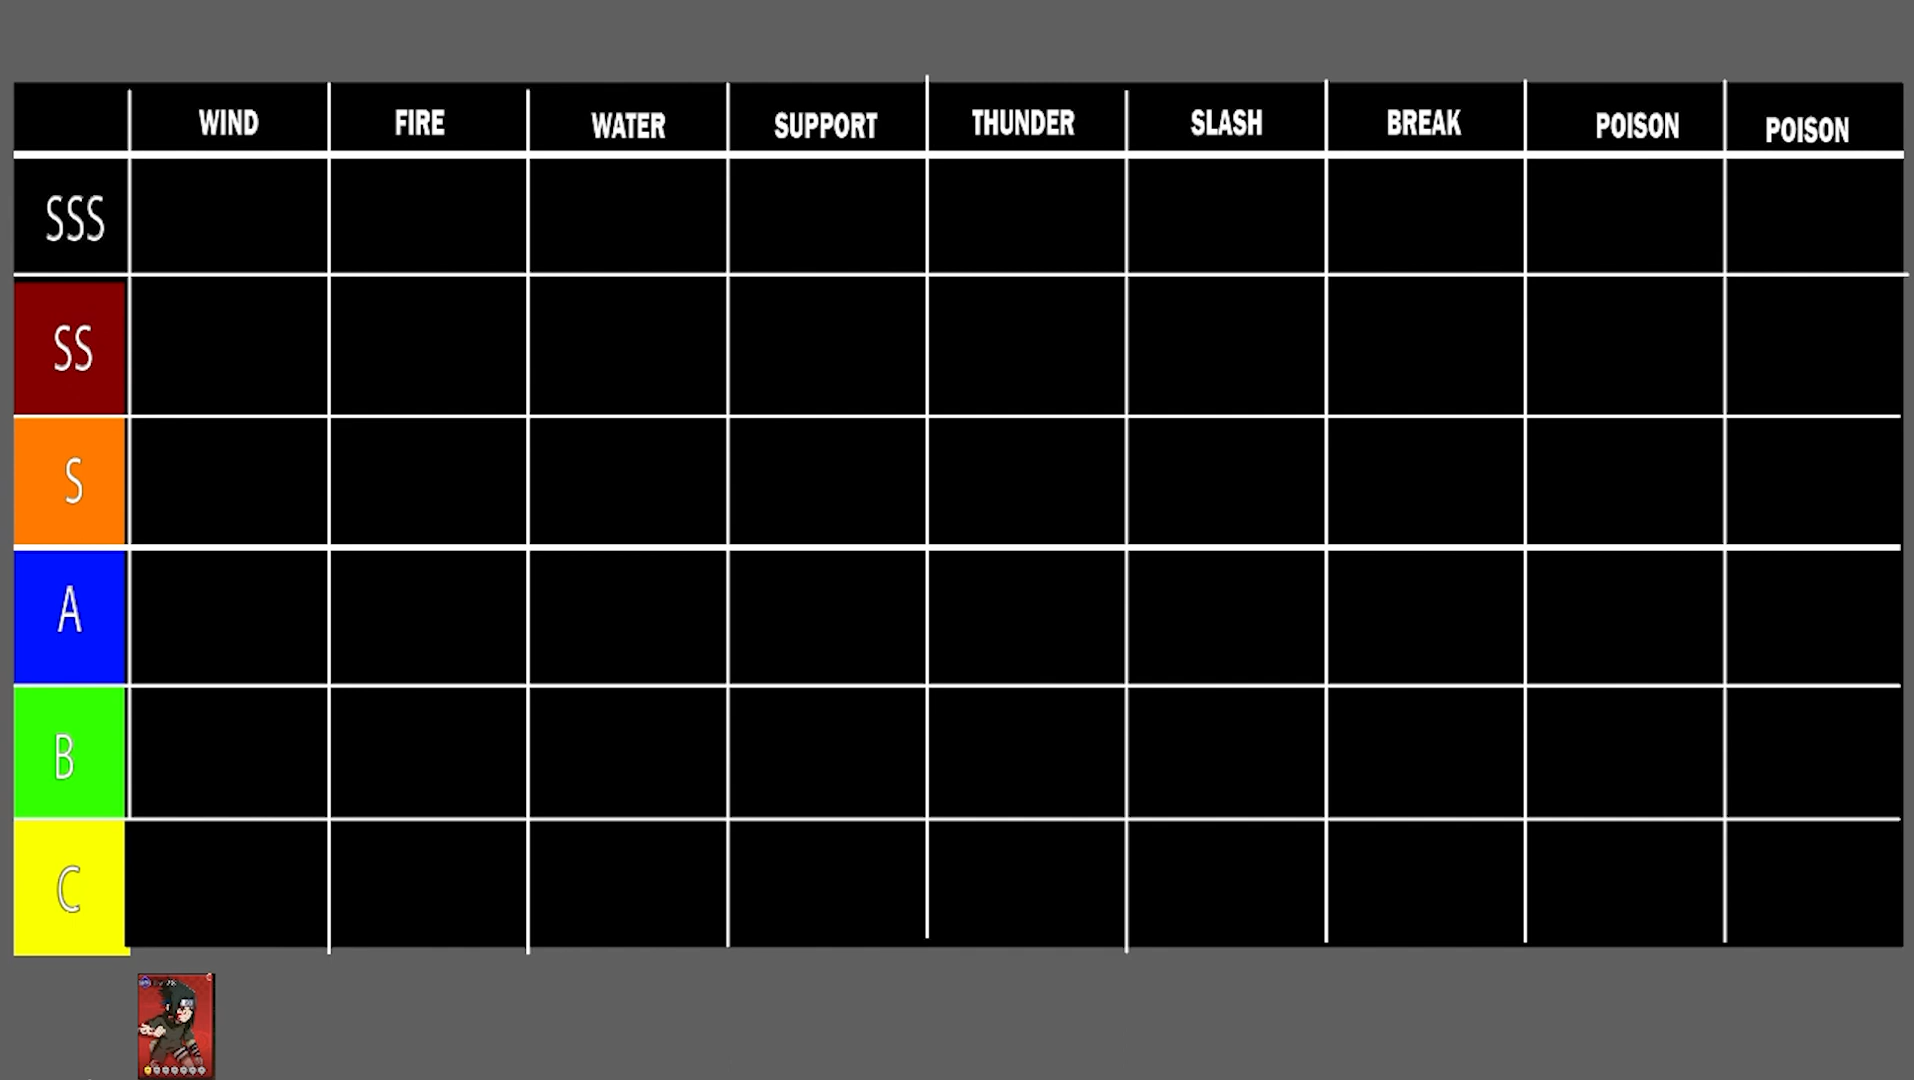 WIND FIRE WATER SUPPORT THUNDER SLASH BREAK POISON POISON
SSS
SS
S
A
B
C